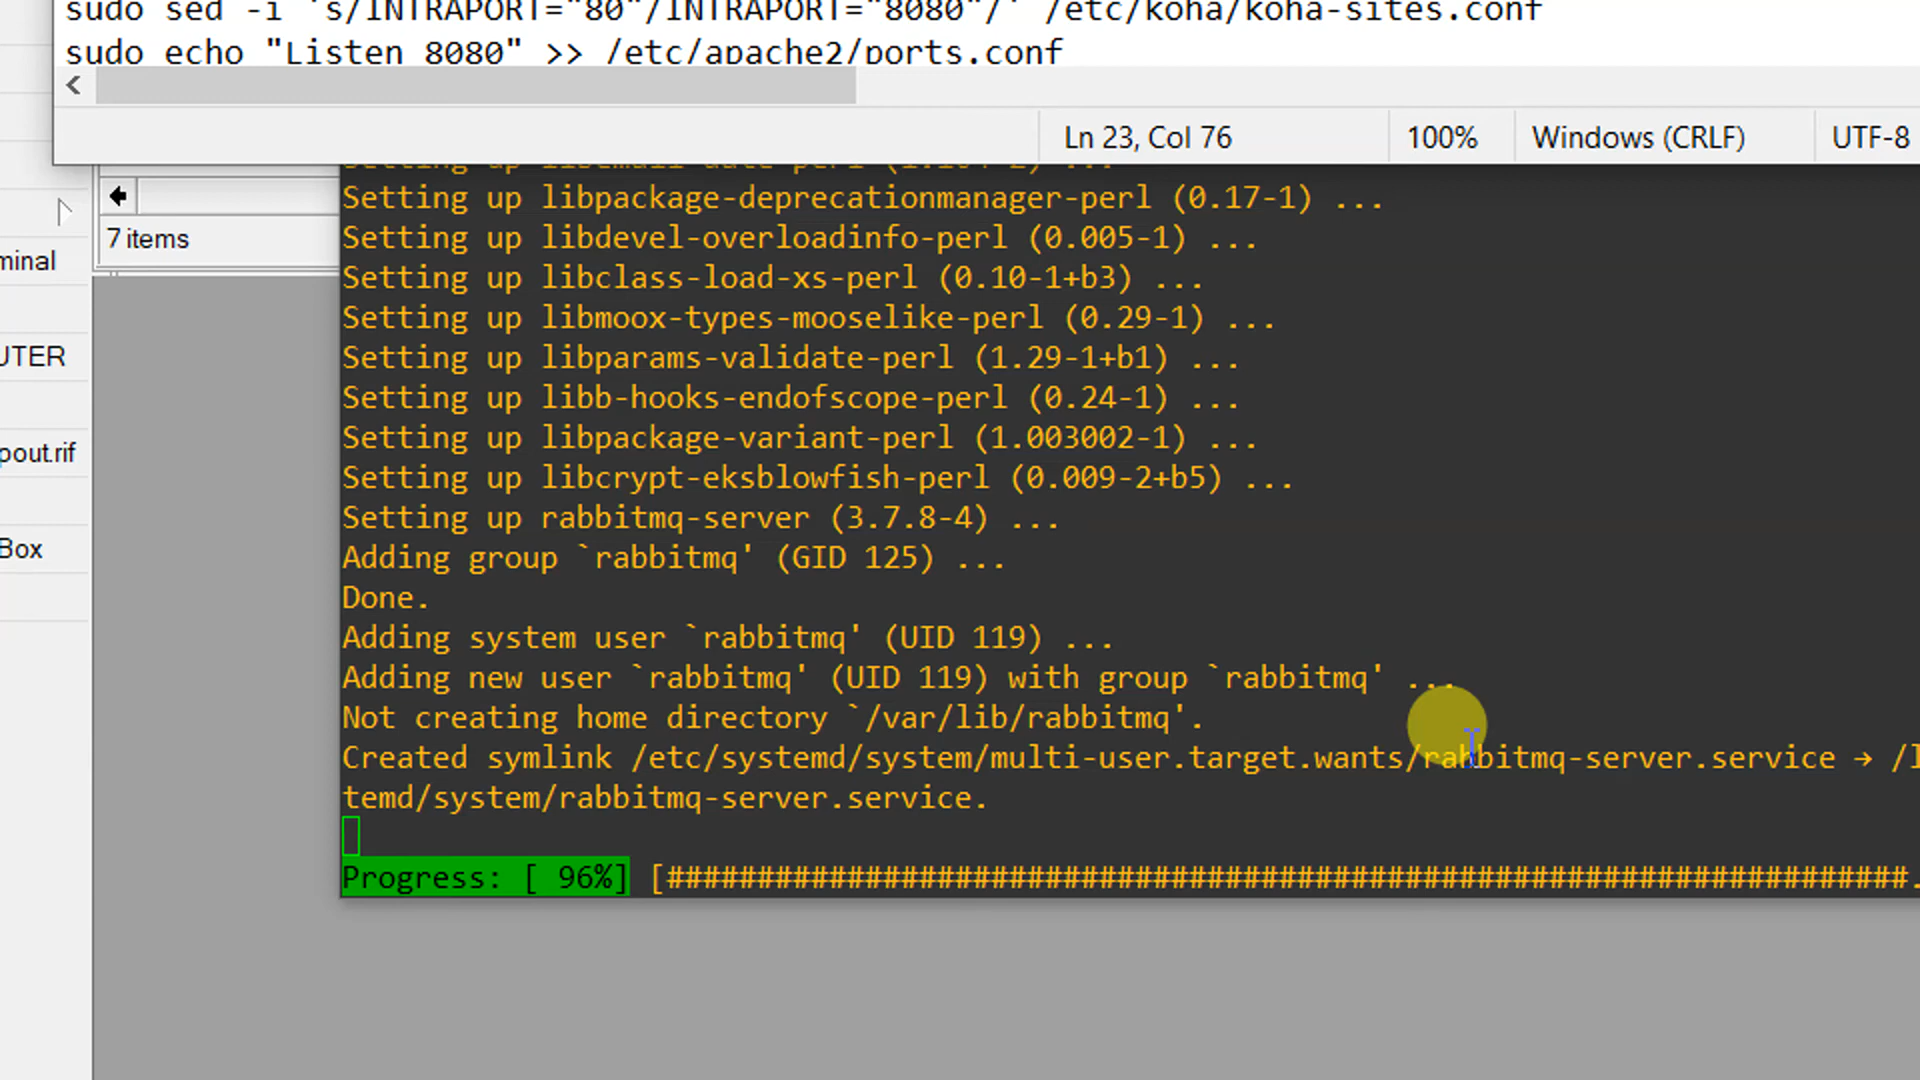 sudo sed -i 's/INTRAPORT="80"/INTRAPORT="8080"/' /etc/koha/koha-sites.conf
sudo echo "Listen 8080" >> /etc/apache2/ports.conf
Ln 23, Col 76
100%
Windows (CRLF)
UTF-8
7 items
minal
UTER
pout.rif
Box
Setting up libemail-date-perl (1.104-2) ...
Setting up libpackage-deprecationmanager-perl (0.17-1) ...
Setting up libdevel-overloadinfo-perl (0.005-1) ...
Setting up libclass-load-xs-perl (0.10-1+b3) ...
Setting up libmoox-types-mooselike-perl (0.29-1) ...
Setting up libparams-validate-perl (1.29-1+b1) ...
Setting up libb-hooks-endofscope-perl (0.24-1) ...
Setting up libpackage-variant-perl (1.003002-1) ...
Setting up libcrypt-eksblowfish-perl (0.009-2+b5) ...
Setting up rabbitmq-server (3.7.8-4) ...
Adding group `rabbitmq' (GID 125) ...
Done.
Adding system user `rabbitmq' (UID 119) ...
Adding new user `rabbitmq' (UID 119) with group `rabbitmq' ...
Not creating home directory `/var/lib/rabbitmq'.
Created symlink /etc/systemd/system/multi-user.target.wants/rabbitmq-server.service → /l
temd/system/rabbitmq-server.service.
Progress: [ 96%] [#####################################################################.